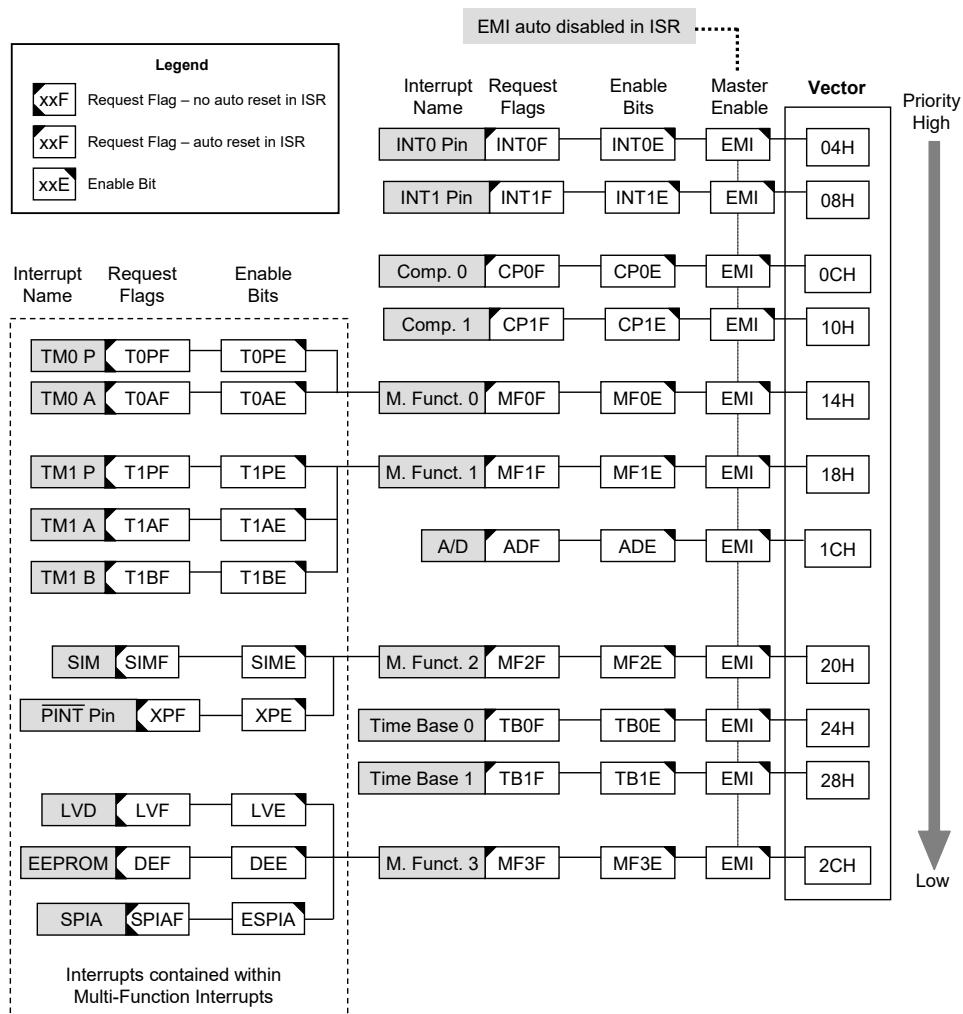 EMI auto disabled in ISR
Legend
xxF Request Flag – no auto reset in ISR
xxF Request Flag – auto reset in ISR
xxE Enable Bit
Interrupt Name Request Flags Enable Bits Master Enable Vector
Priority High
INT0 Pin INT0F INT0E EMI 04H
INT1 Pin INT1F INT1E EMI 08H
Comp. 0 CP0F CP0E EMI 0CH
Comp. 1 CP1F CP1E EMI 10H
Interrupt Name Request Flags Enable Bits
TM0 P T0PF T0PE
TM0 A T0AF T0AE M. Funct. 0 MF0F MF0E EMI 14H
TM1 P T1PF T1PE M. Funct. 1 MF1F MF1E EMI 18H
TM1 A T1AF T1AE
A/D ADF ADE EMI 1CH
TM1 B T1BF T1BE
SIM SIMF SIME M. Funct. 2 MF2F MF2E EMI 20H
PINT Pin XPF XPE
Time Base 0 TB0F TB0E EMI 24H
Time Base 1 TB1F TB1E EMI 28H
LVD LVF LVE
EEPROM DEF DEE M. Funct. 3 MF3F MF3E EMI 2CH
Low
SPIA SPIAF ESPIA
Interrupts contained within
Multi-Function Interrupts